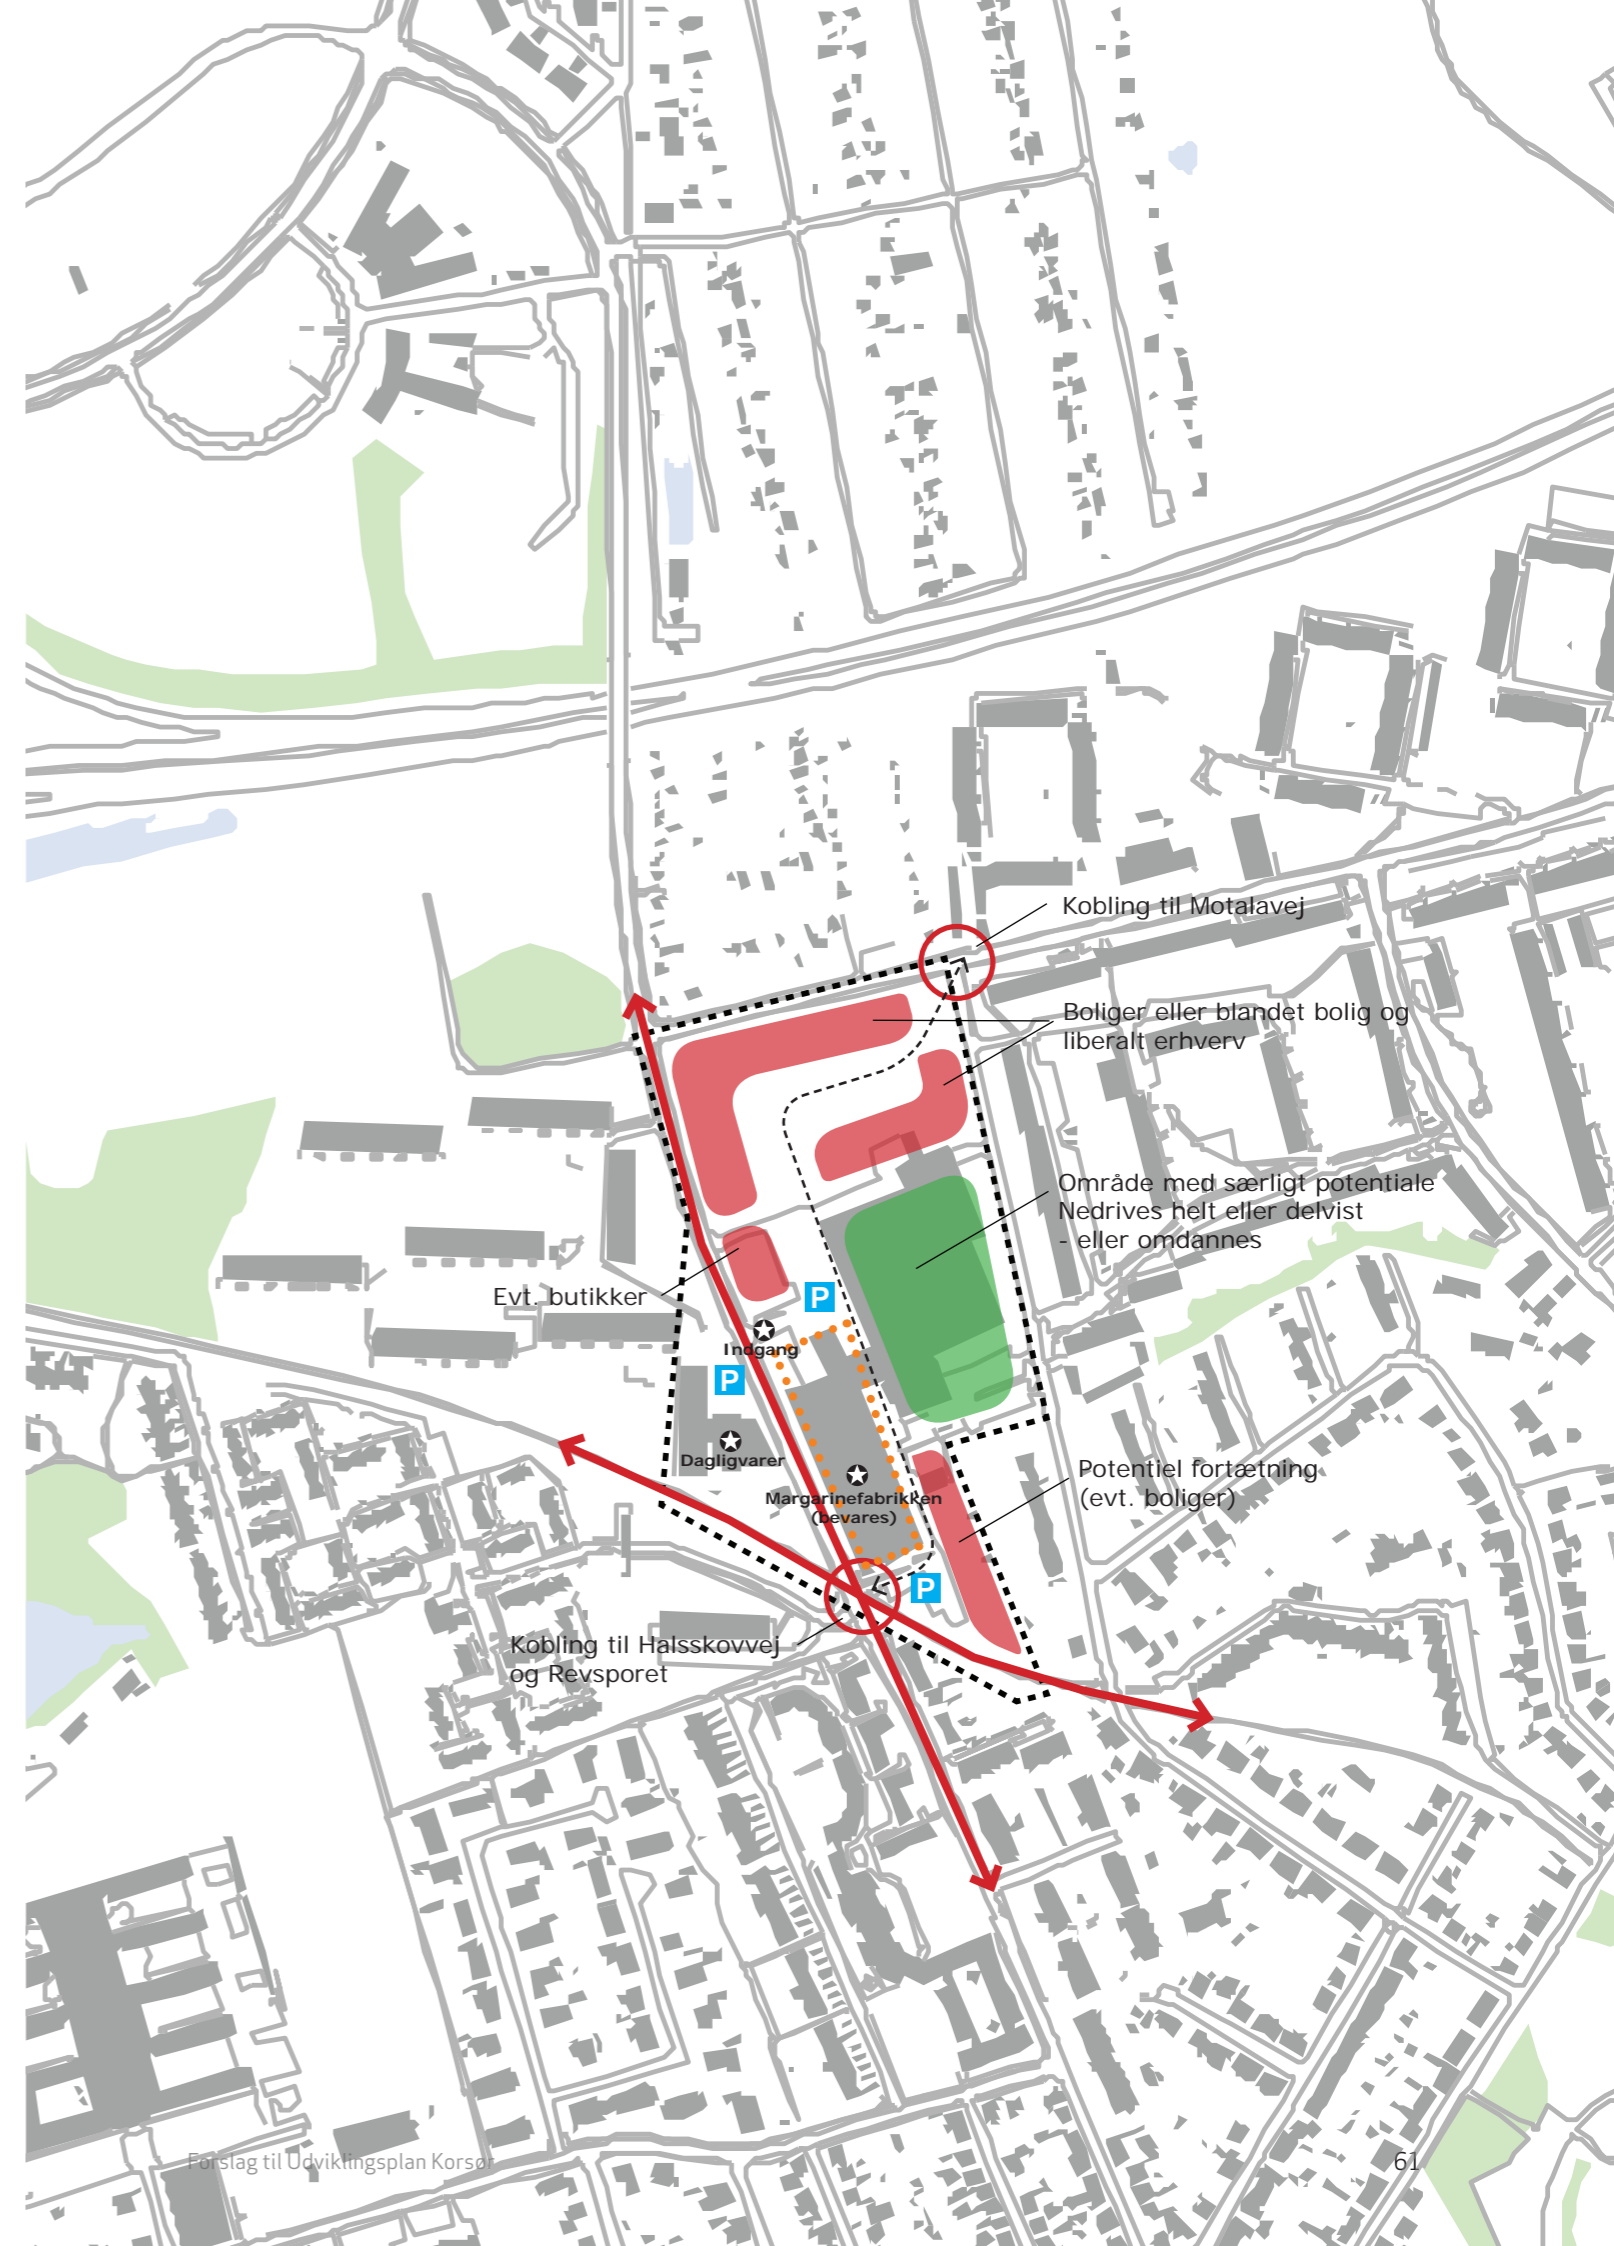 Kobling til Motalavej
Boliger eller blandet bolig og
liberalt erhverv
Område med særligt potentiale
Nedrives helt eller delvist
- eller omdannes
Evt. butikker
P
Indgang
P
Dagligvarer
Potentiel fortætning
(evt. boliger)
Margarinefabrikken
(bevares)
P
Kobling til Halsskovvej
og Revsporet
Forslag til Udviklingsplan Korsør
61